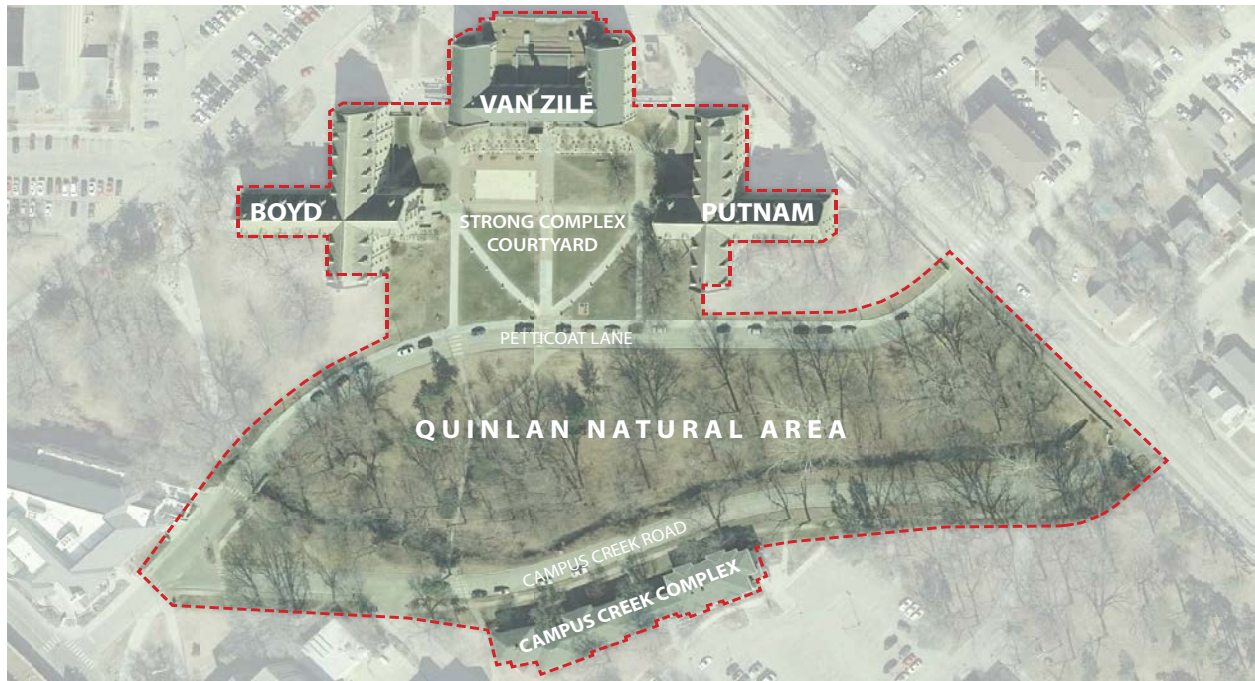 VAN ZILE
BOYD
PUTNAM
STRONG COMPLEX
COURTYARD
PETTICOAT LANE
QUINLAN NATURAL AREA
CAMPUS CREEK ROAD
CAMPUS CREEK COMPLEX